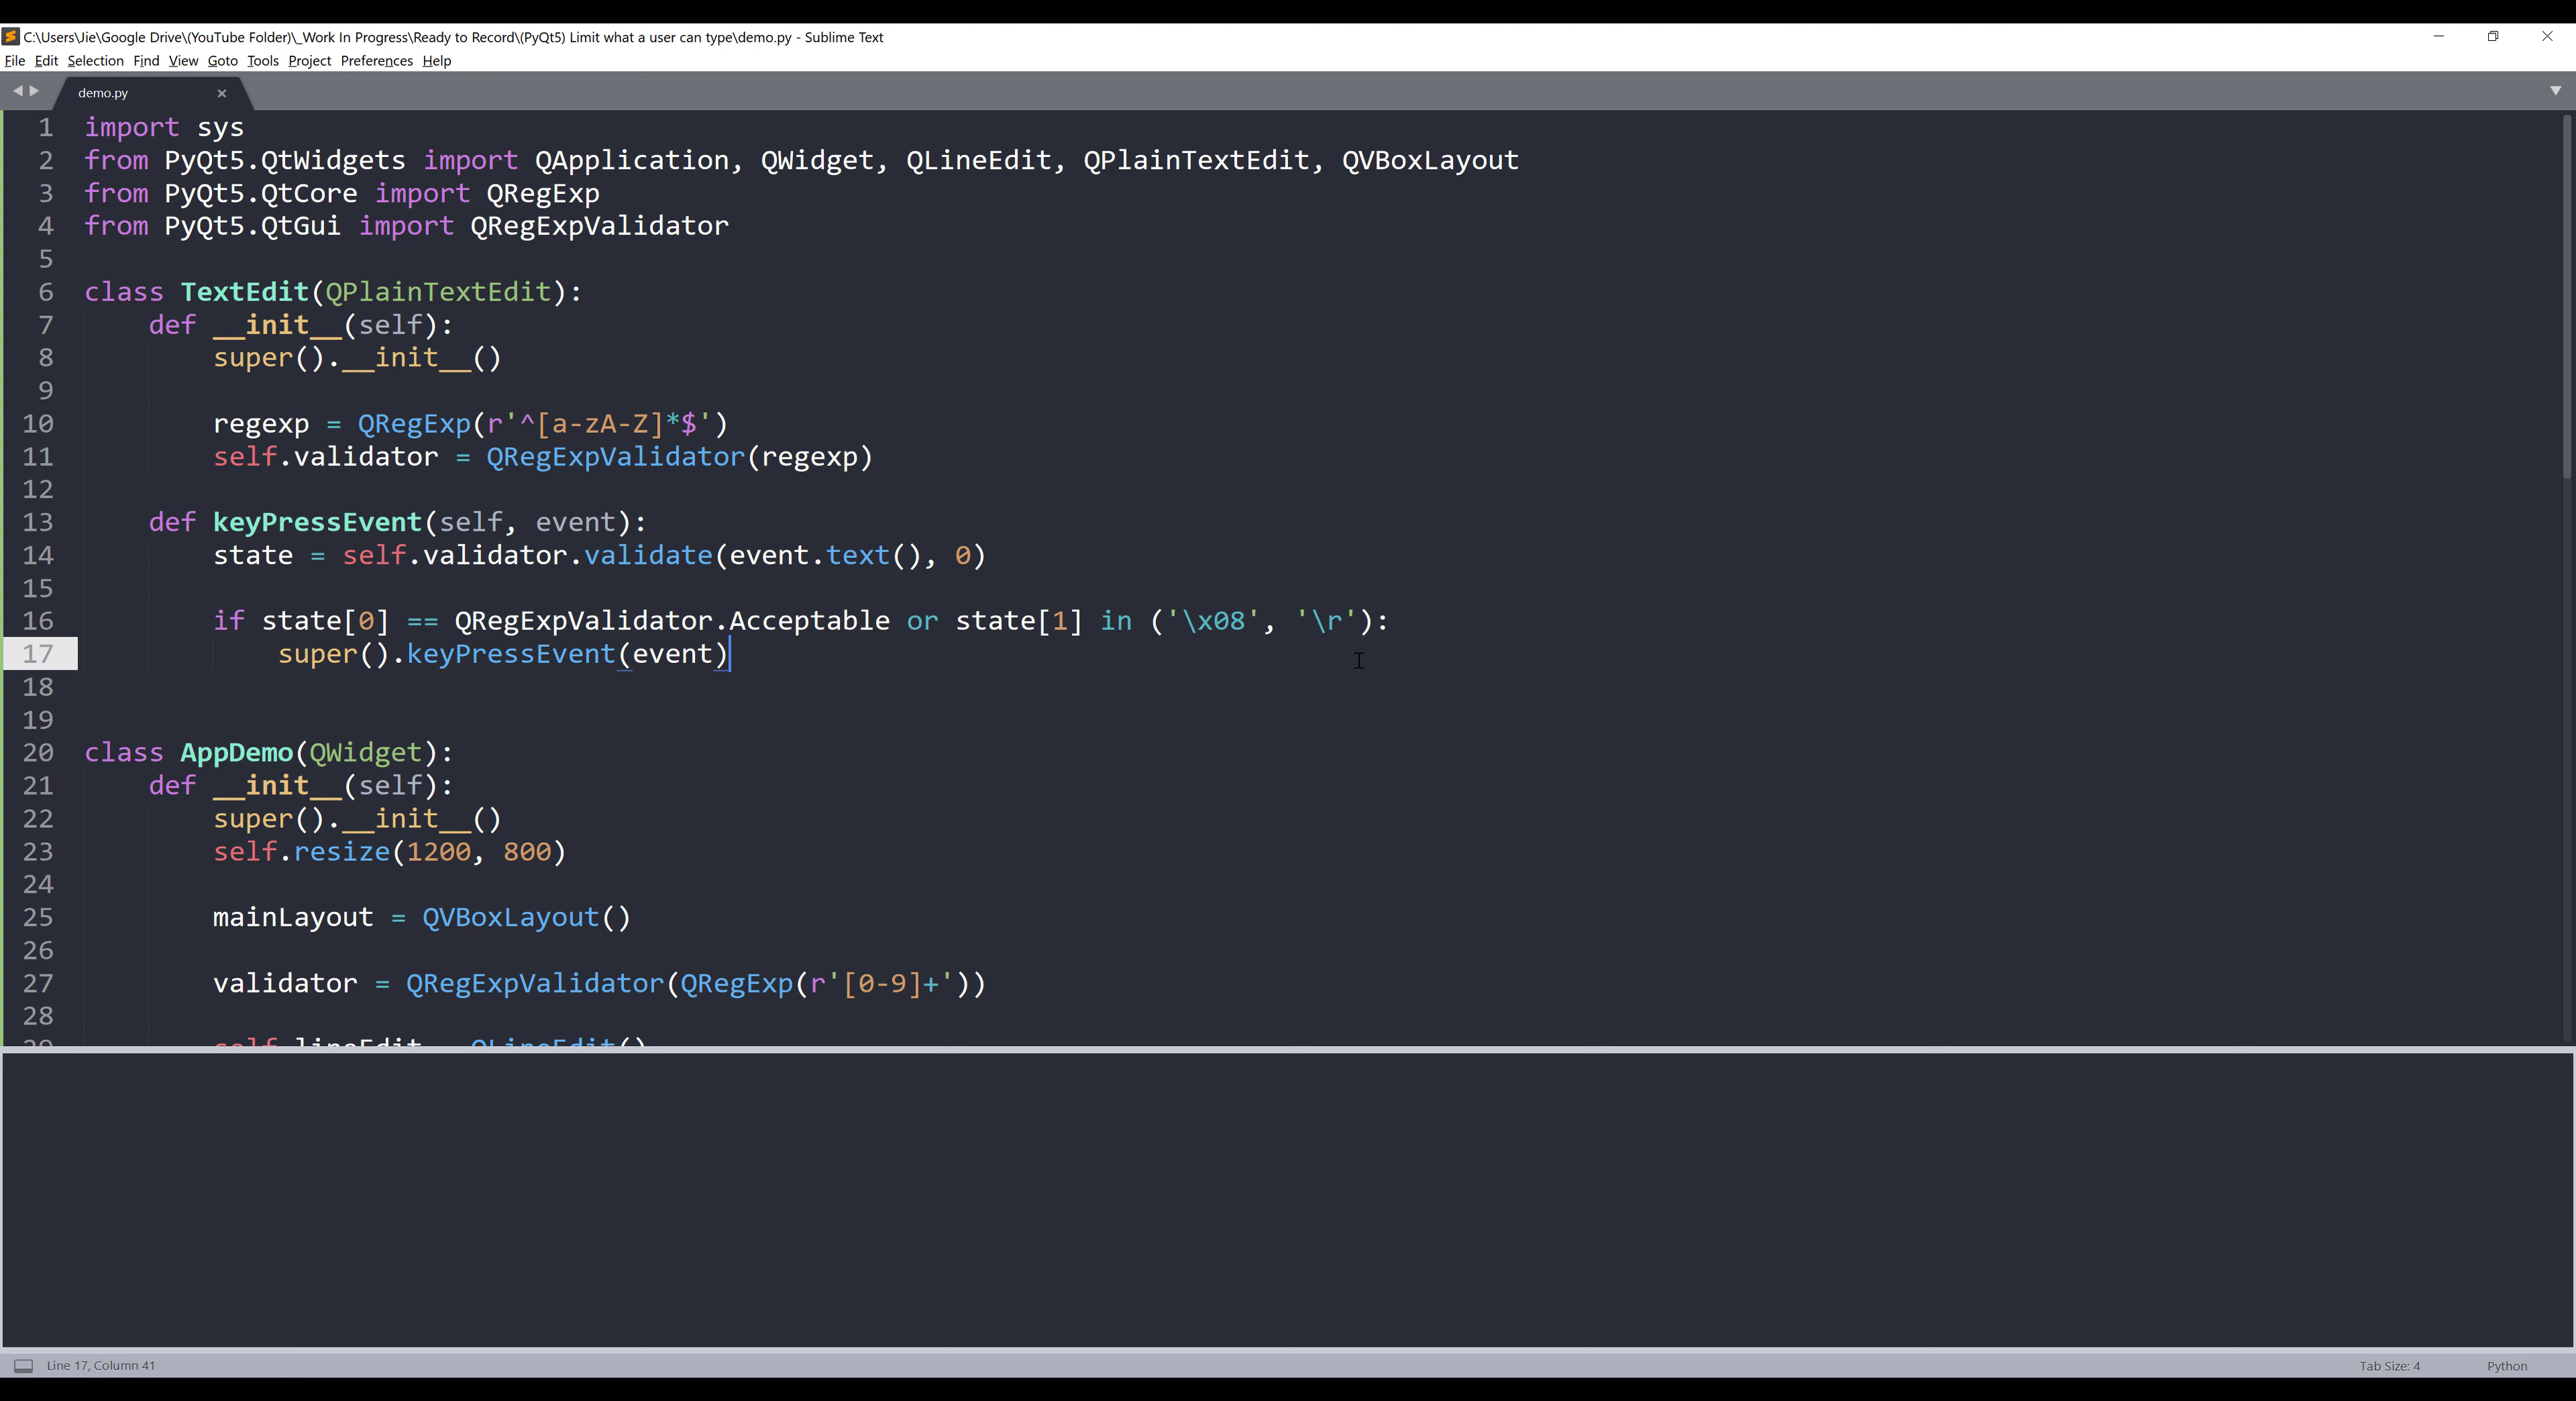 C:\Users\Jie\Google Drive\(YouTube Folder)\_Work In Progress\Ready to Record\(PyQt5) Limit what a user can type\demo.py - Sublime Text
File Edit Selection Find View Goto Tools Project Preferences Help
demo.py
1 import sys
2 from PyQt5.QtWidgets import QApplication, QWidget, QLineEdit, QPlainTextEdit, QVBoxLayout
3 from PyQt5.QtCore import QRegExp
4 from PyQt5.QtGui import QRegExpValidator
5
6 class TextEdit(QPlainTextEdit):
7     def __init__(self):
8         super().__init__()
9
10         regexp = QRegExp(r'^[a-zA-Z]*$')
11         self.validator = QRegExpValidator(regexp)
12
13     def keyPressEvent(self, event):
14         state = self.validator.validate(event.text(), 0)
15
16         if state[0] == QRegExpValidator.Acceptable or state[1] in ('\x08', '\r'):
17             super().keyPressEvent(event)
18
19
20 class AppDemo(QWidget):
21     def __init__(self):
22         super().__init__()
23         self.resize(1200, 800)
24
25         mainLayout = QVBoxLayout()
26
27         validator = QRegExpValidator(QRegExp(r'[0-9]+'))
28
29         self.lineEdit = QLineEdit()
Line 17, Column 41
Tab Size: 4
Python